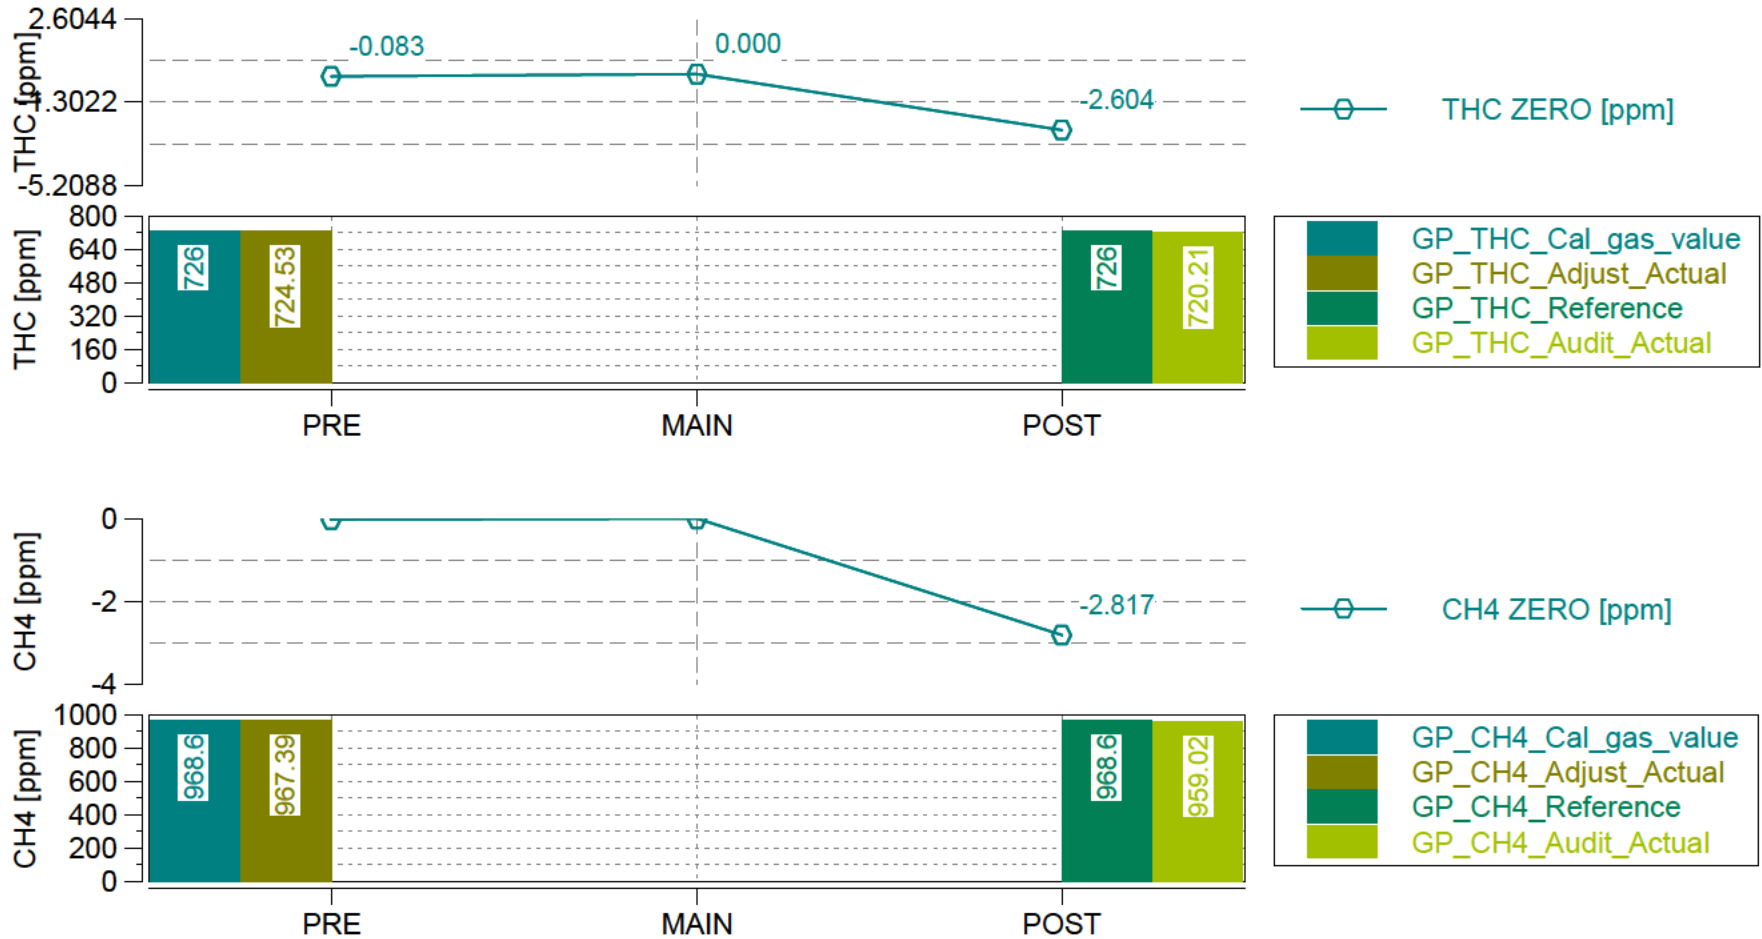 2.6044
-0.083
0.000
-1.3022
-2.604
-5.2088
THC [ppm]
THC ZERO [ppm]
800
640
480
320
160
0
THC [ppm]
726
724.53
726
720.21
GP_THC_Cal_gas_value
GP_THC_Adjust_Actual
GP_THC_Reference
GP_THC_Audit_Actual
PRE
MAIN
POST
0
-2
-4
CH4 [ppm]
-2.817
CH4 ZERO [ppm]
1000
800
600
400
200
0
CH4 [ppm]
968.6
967.39
968.6
959.02
GP_CH4_Cal_gas_value
GP_CH4_Adjust_Actual
GP_CH4_Reference
GP_CH4_Audit_Actual
PRE
MAIN
POST